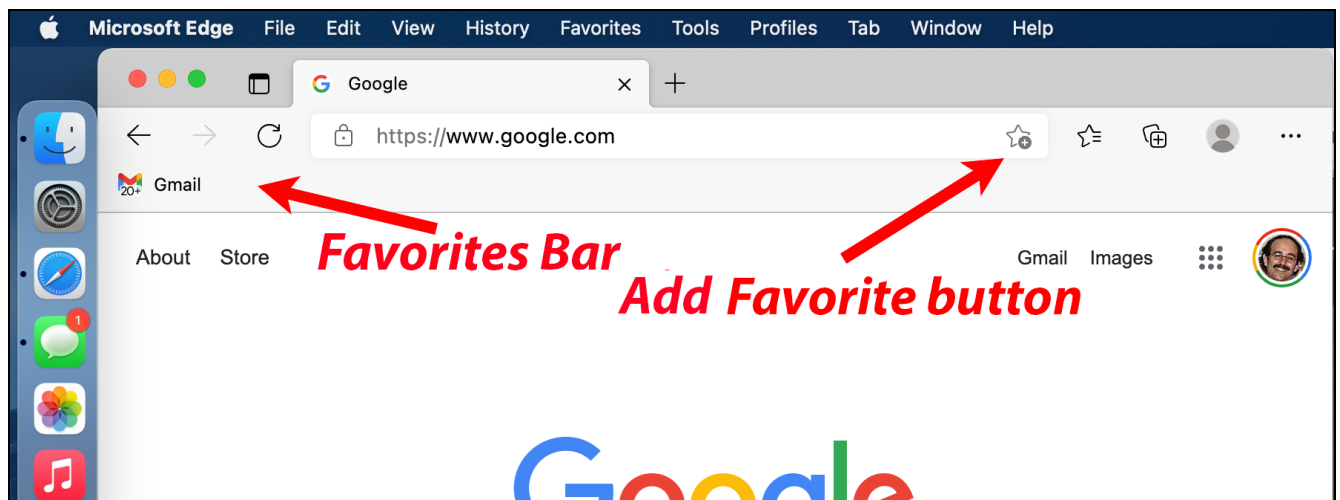 Microsoft Edge File Edit View History Favorites Tools Profiles Tab Window Help
Google
https://www.google.com
20+ Gmail
About Store Gmail Images
Favorites Bar
Add Favorite button
1
Google